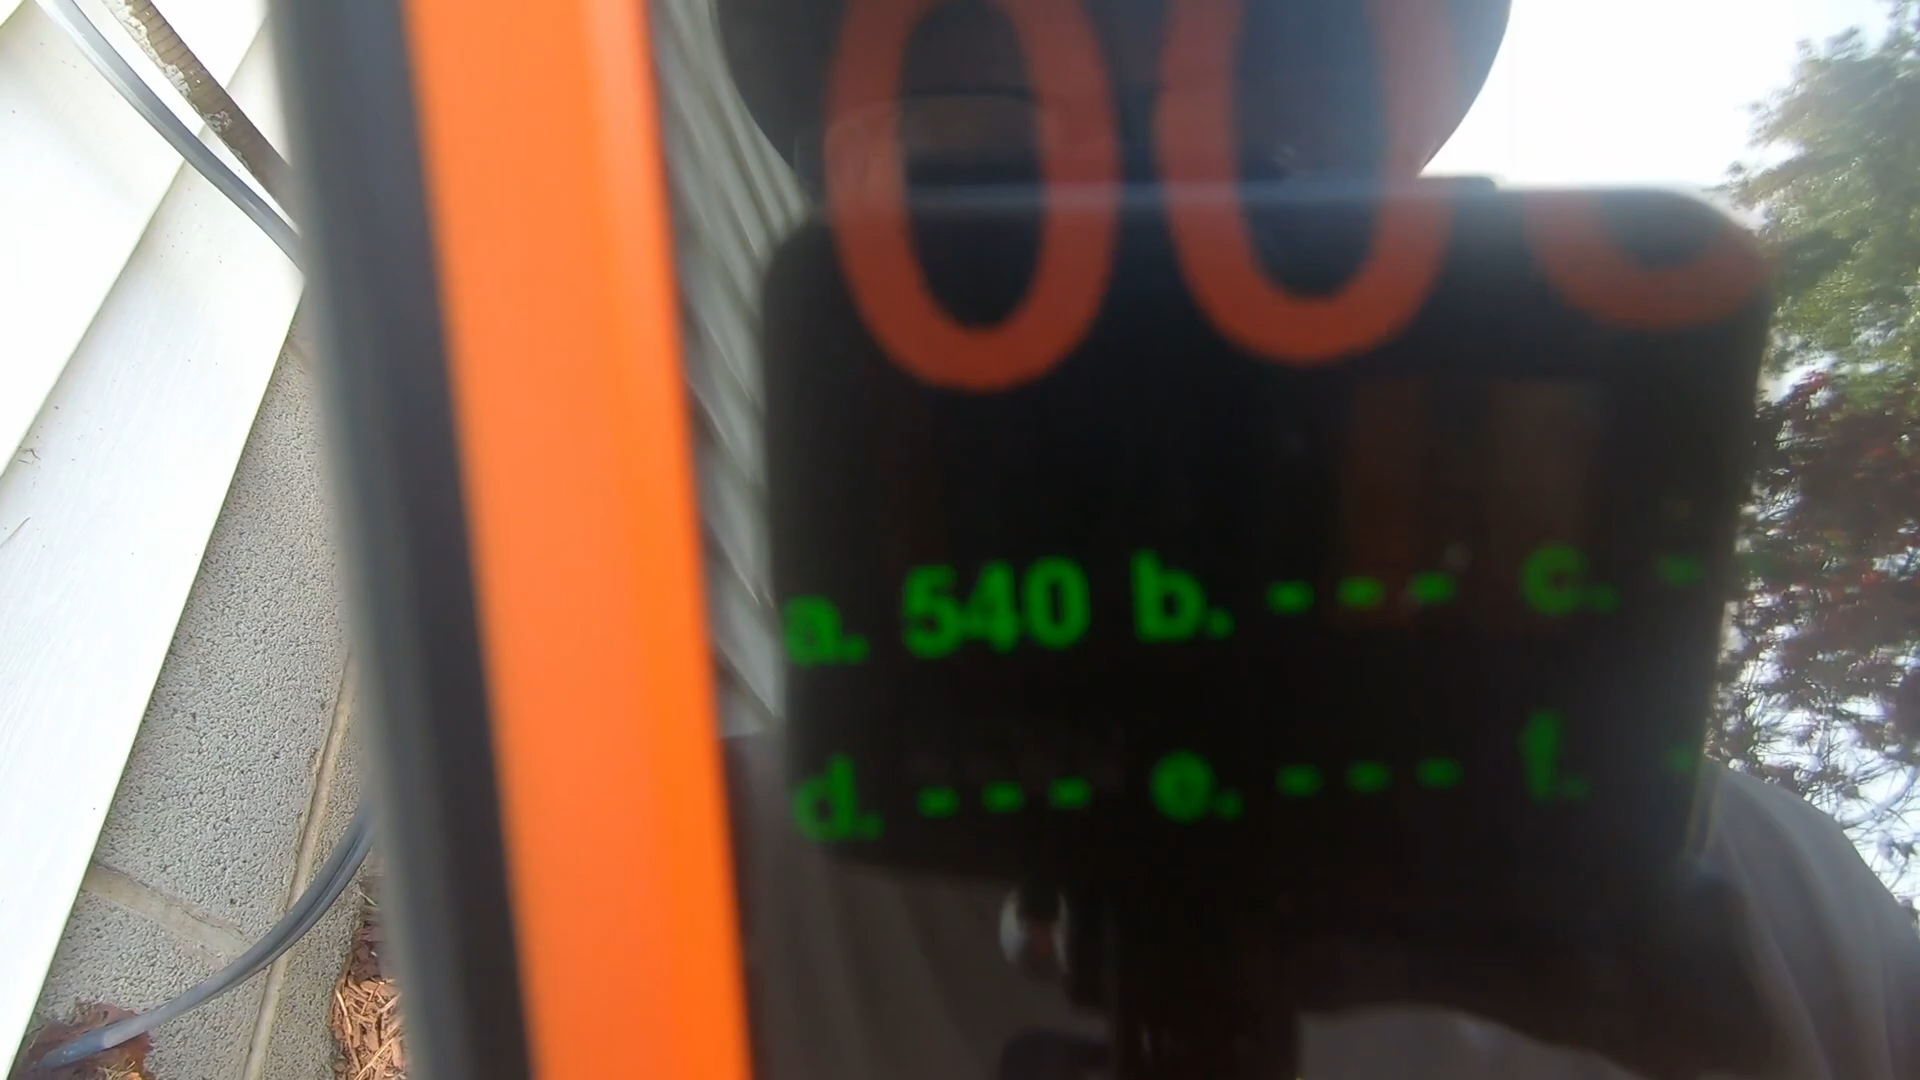 00
a. 540 b. --- c. -
d. --- e. --- f. -